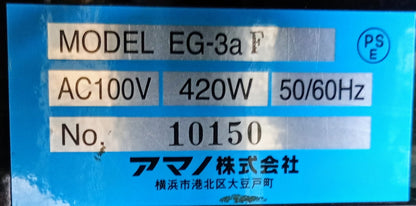 MODEL EG-3aF
PS
E
AC100V 420W 50/60Hz
No. 10150
アマノ株式会社
横浜市港北区大豆戸町